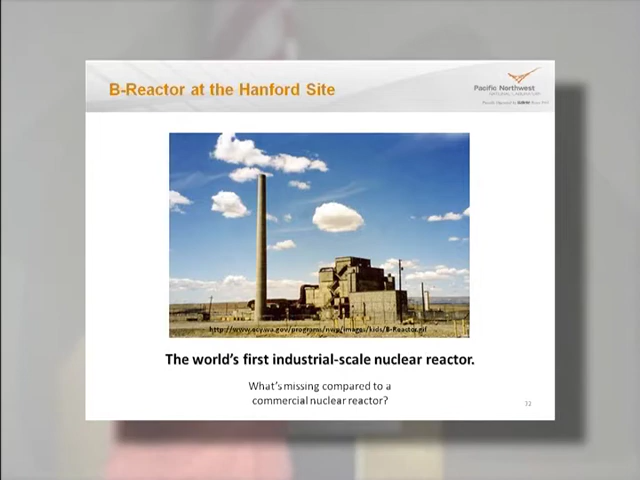 B-Reactor at the Hanford Site
Pacific Northwest
NATIONAL LABORATORY
http://www.ecy.wa.gov/programs/nwp/images/kids/B-Reactor.gif
The world's first industrial-scale nuclear reactor.
What's missing compared to a
commercial nuclear reactor?